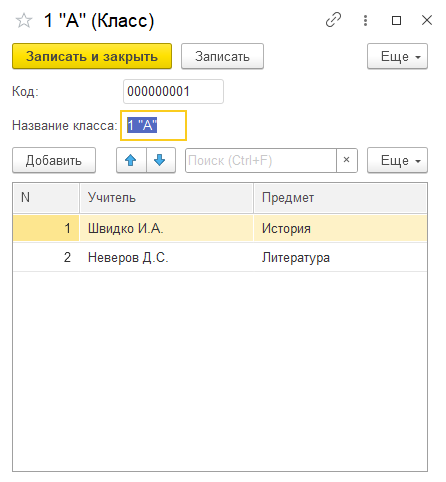 1 "А" (Класс)
Записать и закрыть Записать Еще
Код: 000000001
Название класса: 1 "А"
Добавить Поиск (Ctrl+F) × Еще
N Учитель Предмет
1 Швидко И.А. История
2 Неверов Д.С. Литература